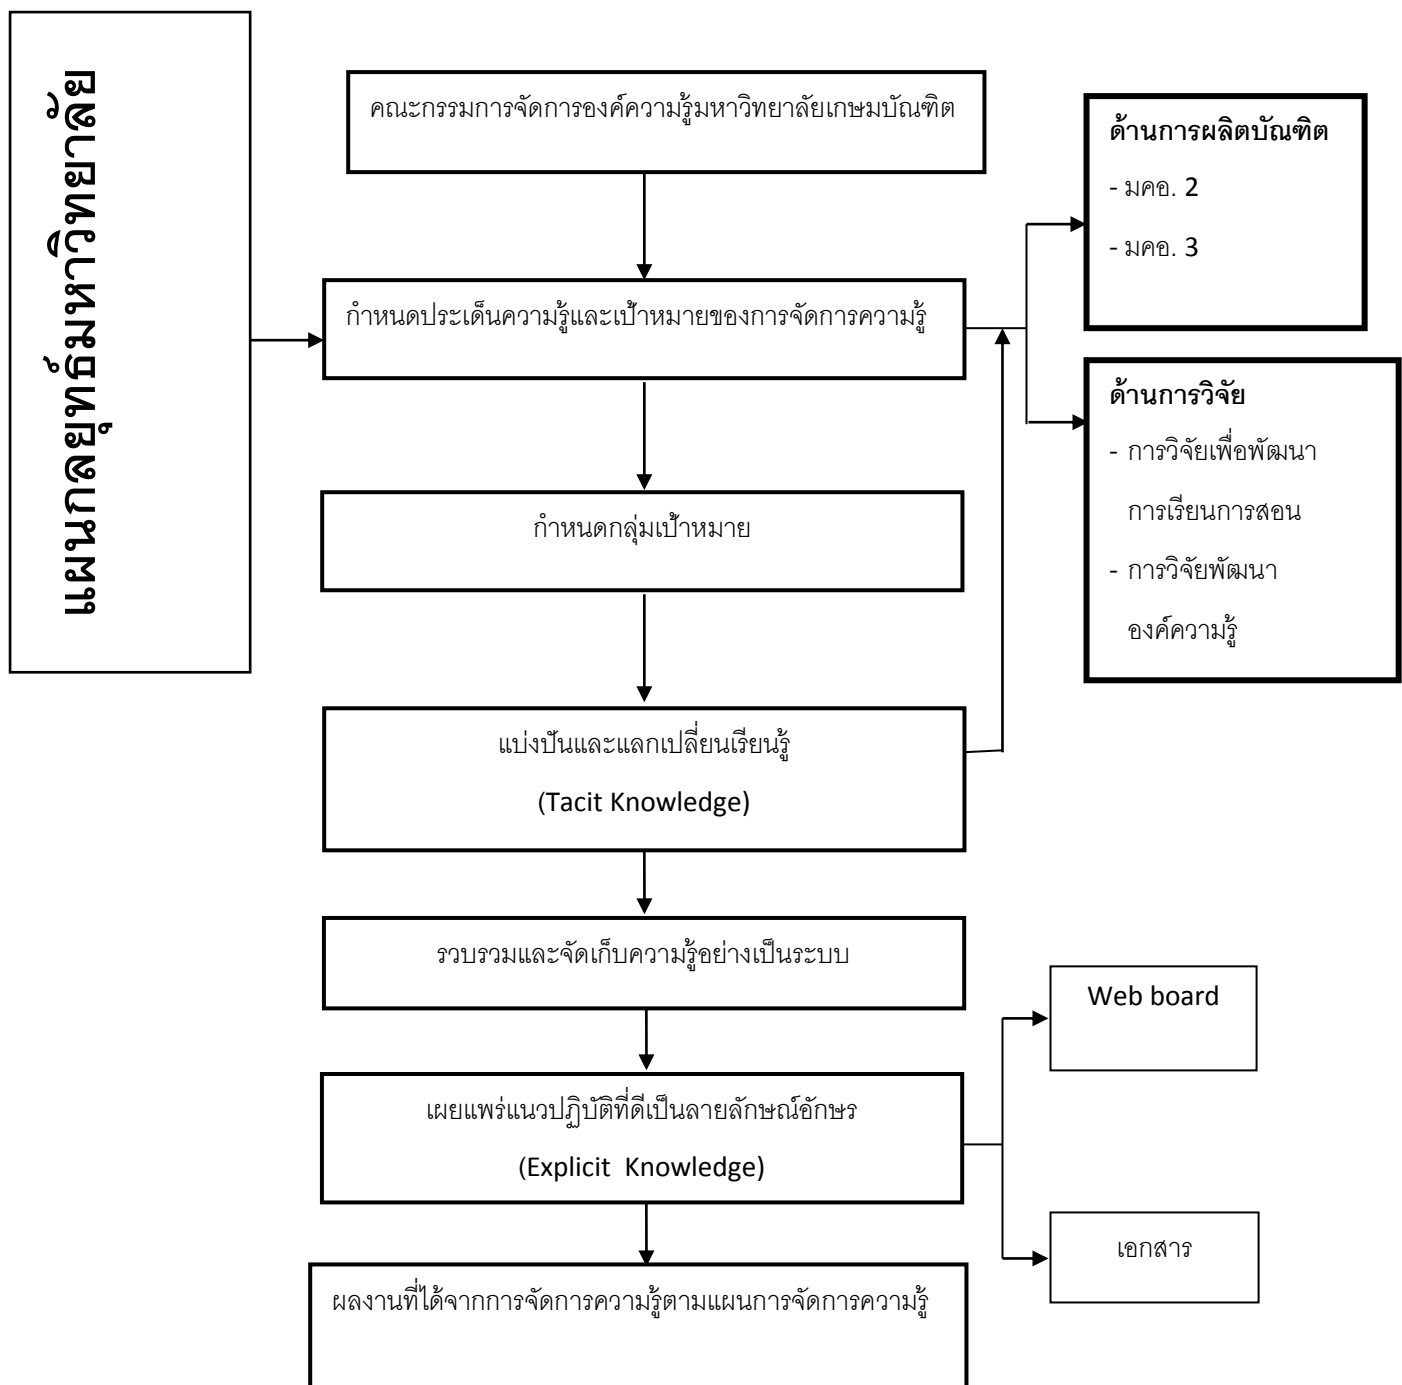 แผนกลยุทธ์มหาวิทยาลัย
คณะกรรมการจัดการองค์ความรู้มหาวิทยาลัยเกษมบัณฑิต
กำหนดประเด็นความรู้และเป้าหมายของการจัดการความรู้
ด้านการผลิตบัณฑิต
- มคอ. 2
- มคอ. 3
ด้านการวิจัย
- การวิจัยเพื่อพัฒนา
การเรียนการสอน
- การวิจัยพัฒนา
องค์ความรู้
กำหนดกลุ่มเป้าหมาย
แบ่งปันและแลกเปลี่ยนเรียนรู้
(Tacit Knowledge)
รวบรวมและจัดเก็บความรู้อย่างเป็นระบบ
เผยแพร่แนวปฏิบัติที่ดีเป็นลายลักษณ์อักษร
(Explicit Knowledge)
Web board
เอกสาร
ผลงานที่ได้จากการจัดการความรู้ตามแผนการจัดการความรู้